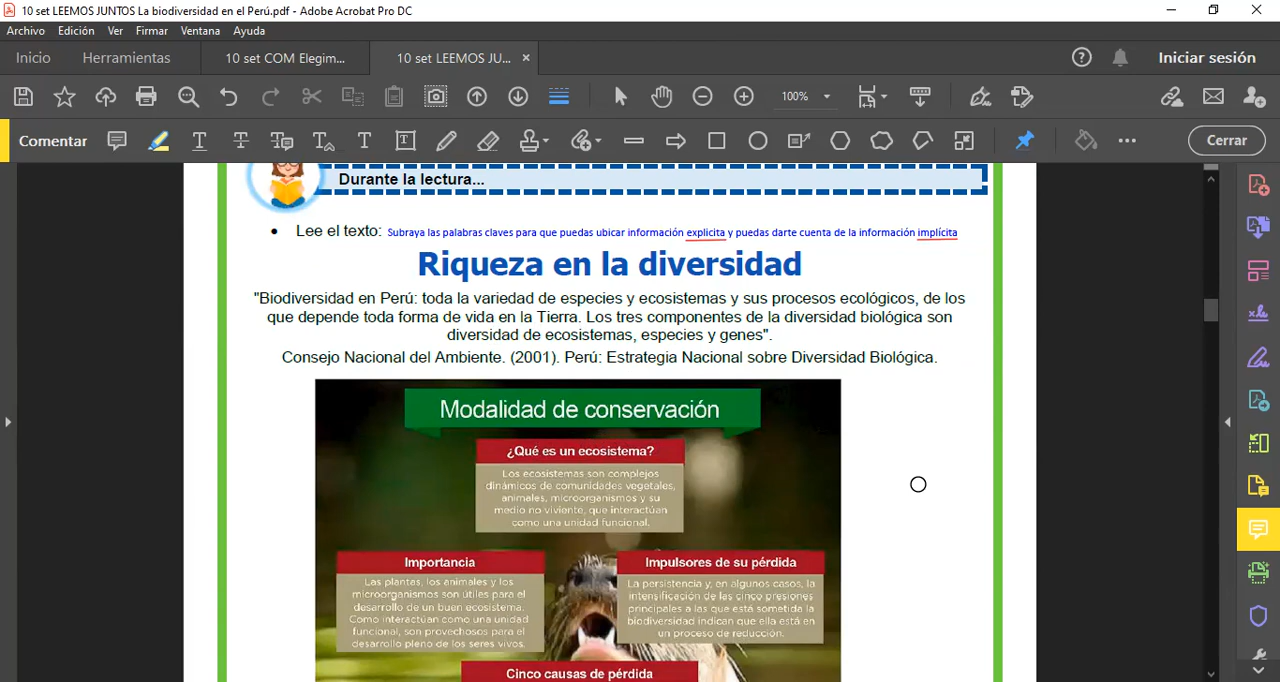 10 set LEEMOS JUNTOS La biodiversidad en el Perú.pdf - Adobe Acrobat Pro DC
Archivo Edición Ver Firmar Ventana Ayuda
Inicio Herramientas 10 set COM Elegim... 10 set LEEMOS JU... × Iniciar sesión
100%
Comentar Cerrar
Durante la lectura...
• Lee el texto: Subraya las palabras claves para que puedas ubicar información explicita y puedas darte cuenta de la información implícita
Riqueza en la diversidad
"Biodiversidad en Perú: toda la variedad de especies y ecosistemas y sus procesos ecológicos, de los
que depende toda forma de vida en la Tierra. Los tres componentes de la diversidad biológica son
diversidad de ecosistemas, especies y genes".
Consejo Nacional del Ambiente. (2001). Perú: Estrategia Nacional sobre Diversidad Biológica.
Modalidad de conservación
¿Qué es un ecosistema?
Los ecosistemas son complejos
dinámicos de comunidades vegetales,
animales, microorganismos y su
medio no viviente, que interactúan
como una unidad funcional.
Importancia
Las plantas, los animales y los
microorganismos son útiles para el
desarrollo de un buen ecosistema.
Como interactúan como una unidad
funcional, son provechosos para el
desarrollo pleno de los seres vivos.
Impulsores de su pérdida
La persistencia y, en algunos casos, la
intensificación de las cinco presiones
principales a las que está sometida la
biodiversidad indican que ella está en
un proceso de reducción.
Cinco causas de pérdida